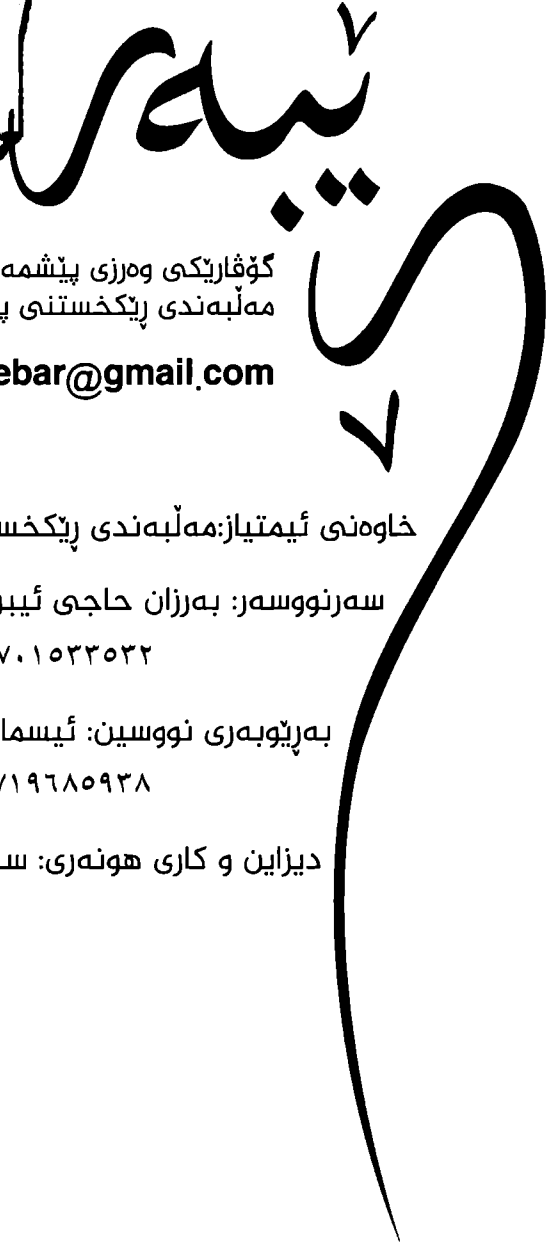 ڕێبەر
گۆڤارێکی وەرزی پێشمە
مەڵبەندی ڕێکخستنی پ
ebar@gmail.com
خاوەنی ئیمتیاز:مەڵبەندی ڕێکخس
سەرنووسەر: بەرزان حاجی ئیبر
٧٠١٥٣٣٥٣٢
بەڕێوبەری نووسین: ئیسما
٧١٩٦٨٥٩٣٨
دیزاین و کاری هونەری: س